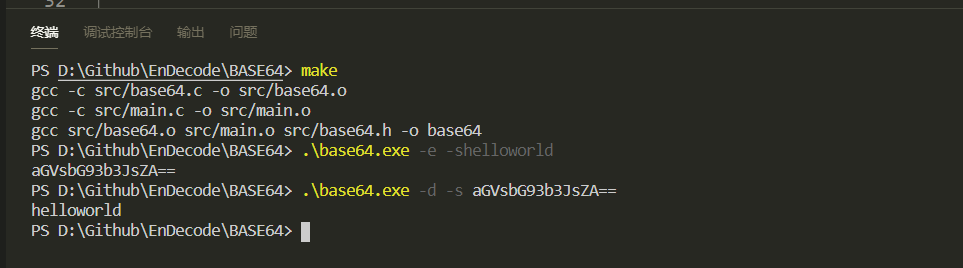 32
终端 调试控制台 输出 问题
PS D:\Github\EnDecode\BASE64> make
gcc -c src/base64.c -o src/base64.o
gcc -c src/main.c -o src/main.o
gcc src/base64.o src/main.o src/base64.h -o base64
PS D:\Github\EnDecode\BASE64> .\base64.exe -e -shelloworld
aGVsbG93b3JsZA==
PS D:\Github\EnDecode\BASE64> .\base64.exe -d -s aGVsbG93b3JsZA==
helloworld
PS D:\Github\EnDecode\BASE64>